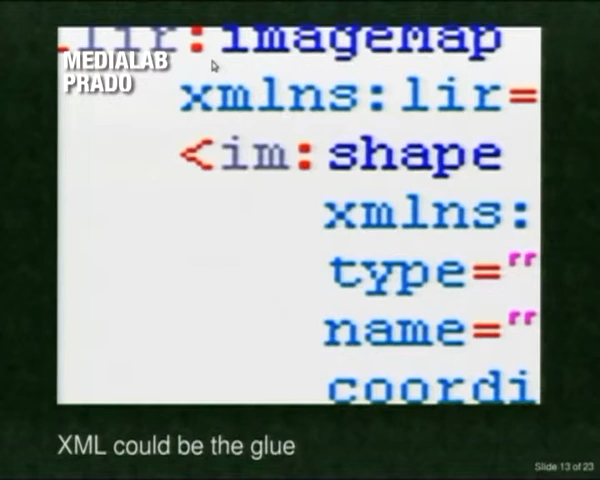 lir:imageMap
MEDIALAB
PRADO
xmlns:lir=
<im:shape
xmlns:
type="
name="
coordi
XML could be the glue
Slide 13 of 23